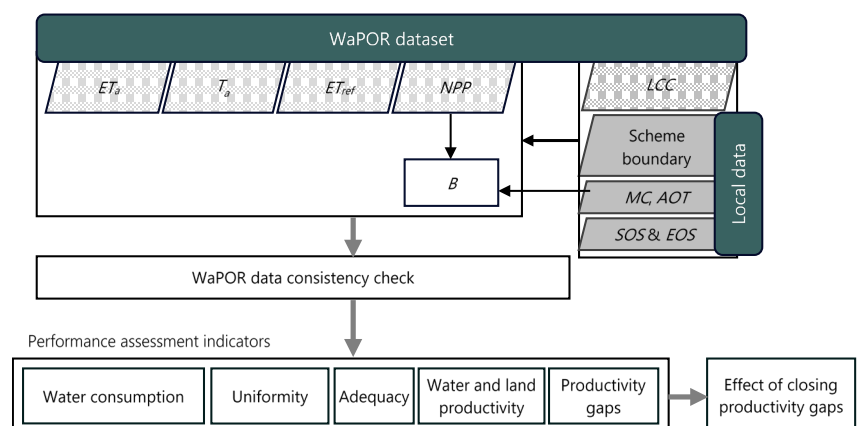 WaPOR dataset
ETa
Ta
ETref
NPP
LCC
Scheme
boundary
B
MC, AOT
SOS & EOS
Local data
WaPOR data consistency check
Performance assessment indicators
Water consumption
Uniformity
Adequacy
Water and land
productivity
Productivity
gaps
Effect of closing
productivity gaps